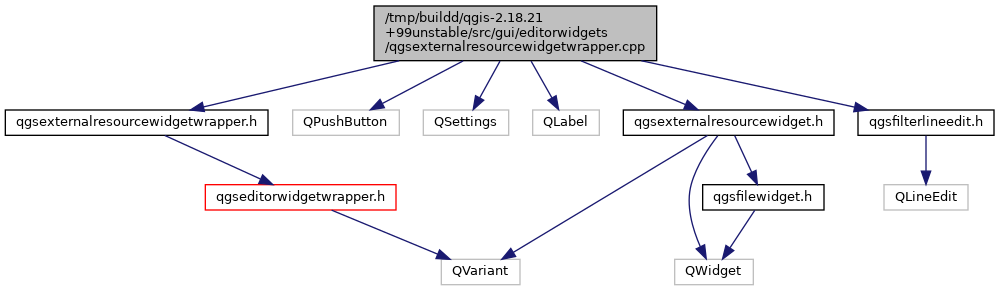 /tmp/buildd/qgis-2.18.21
+99unstable/src/gui/editorwidgets
/qgsexternalresourcewidgetwrapper.cpp
qgsexternalresourcewidgetwrapper.h
QPushButton
QSettings
QLabel
qgsexternalresourcewidget.h
qgsfilterlineedit.h
qgseditorwidgetwrapper.h
qgsfilewidget.h
QLineEdit
QVariant
QWidget